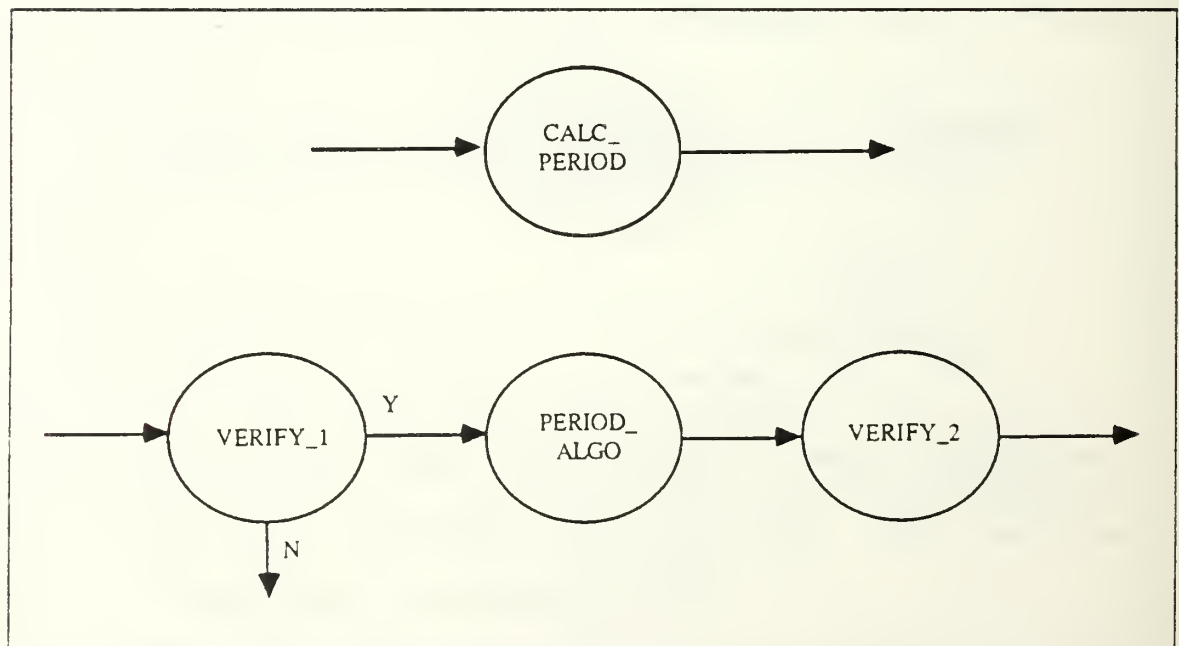 CALC_
PERIOD
VERIFY_1
Y
PERIOD_
ALGO
VERIFY_2
N